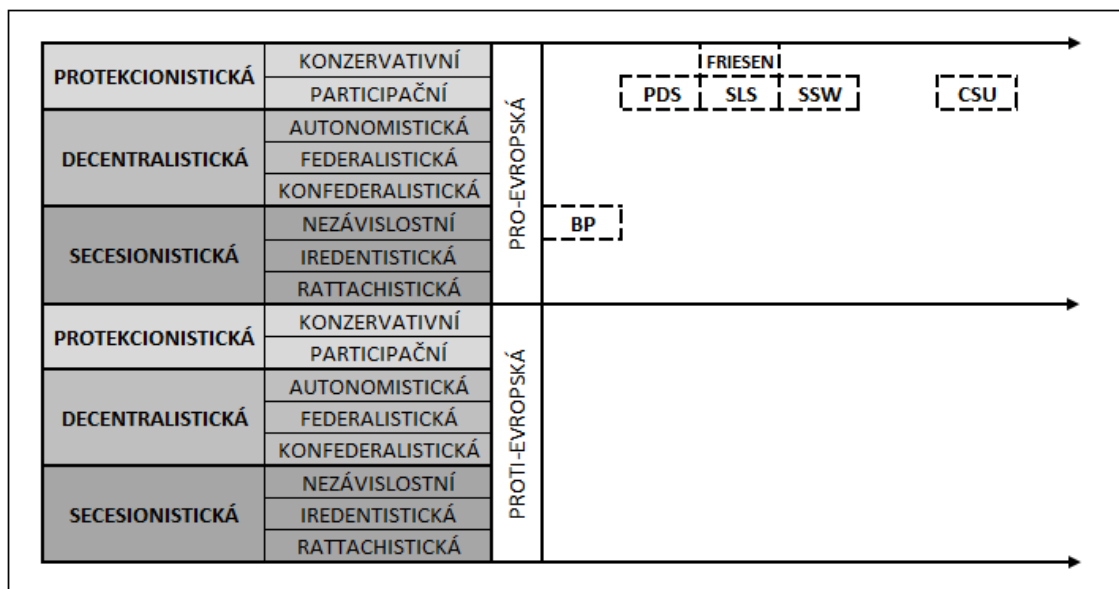 PROTEKCIONISTICKÁ
KONZERVATIVNÍ
FRIESEN
PARTICIPAČNÍ
PDS SLS SSW CSU
DECENTRALISTICKÁ
AUTONOMISTICKÁ
FEDERALISTICKÁ
KONFEDERALISTICKÁ
PRO-EVROPSKÁ
SECESIONISTICKÁ
NEZÁVISLOSTNÍ
BP
IREDENTISTICKÁ
RATTACHISTICKÁ
PROTEKCIONISTICKÁ
KONZERVATIVNÍ
PARTICIPAČNÍ
DECENTRALISTICKÁ
AUTONOMISTICKÁ
FEDERALISTICKÁ
KONFEDERALISTICKÁ
PROTI-EVROPSKÁ
SECESIONISTICKÁ
NEZÁVISLOSTNÍ
IREDENTISTICKÁ
RATTACHISTICKÁ